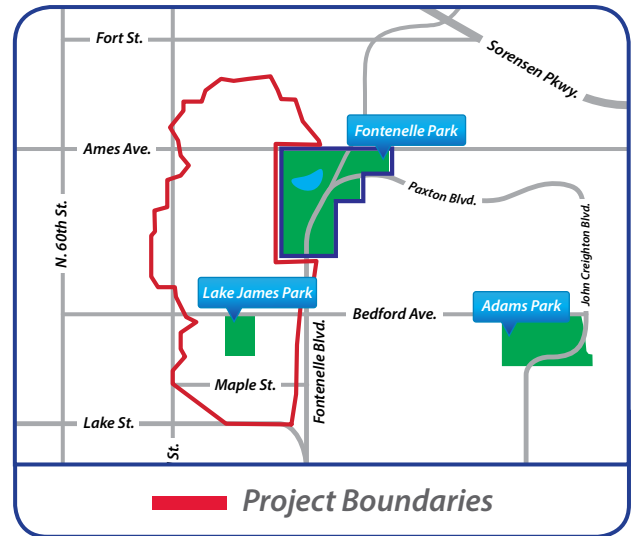 Fort St.
Sorensen Pkwy.
Fontenelle Park
Ames Ave.
Paxton Blvd.
N. 60th St.
John Creighton Blvd.
Lake James Park
Adams Park
Bedford Ave.
Fontenelle Blvd.
Maple St.
Lake St.
St.
Project Boundaries